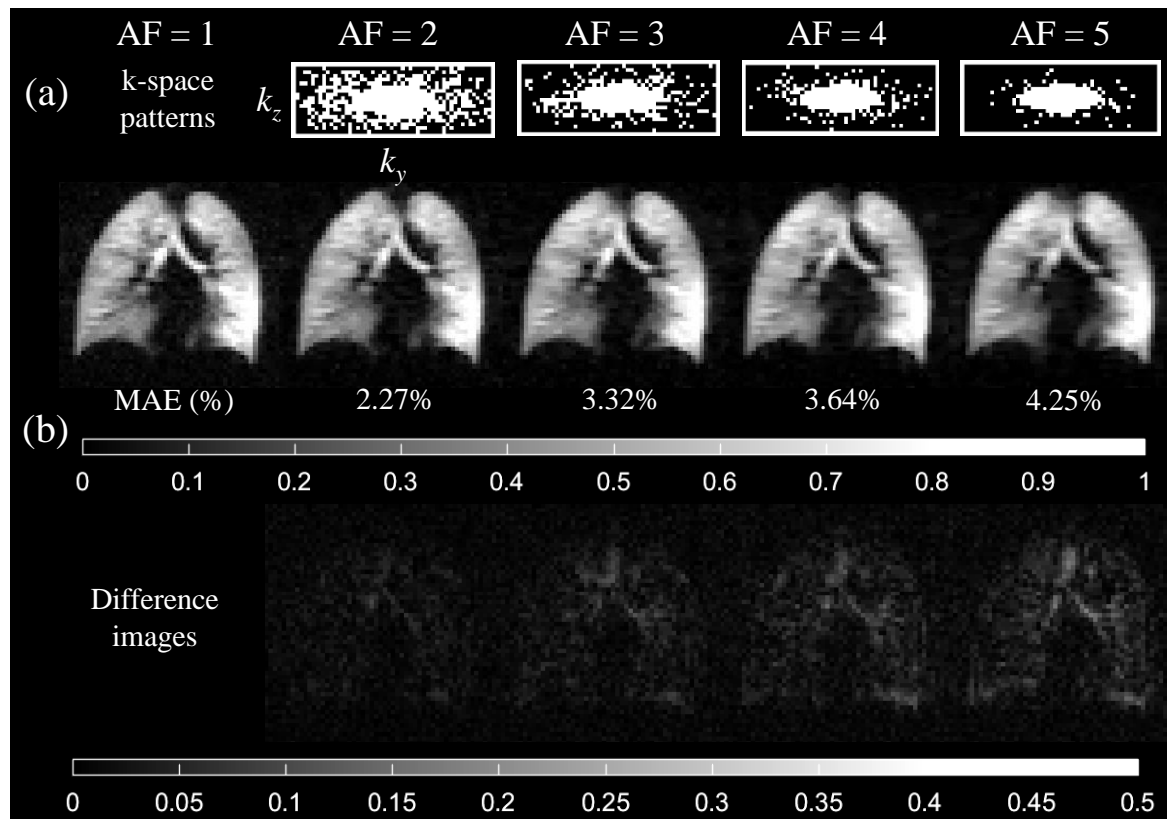 AF = 1 AF = 2 AF = 3 AF = 4 AF = 5
(a) k-space patterns
k_z
k_y
MAE (%) 2.27% 3.32% 3.64% 4.25%
(b)
0 0.1 0.2 0.3 0.4 0.5 0.6 0.7 0.8 0.9 1
Difference
images
0 0.05 0.1 0.15 0.2 0.25 0.3 0.35 0.4 0.45 0.5